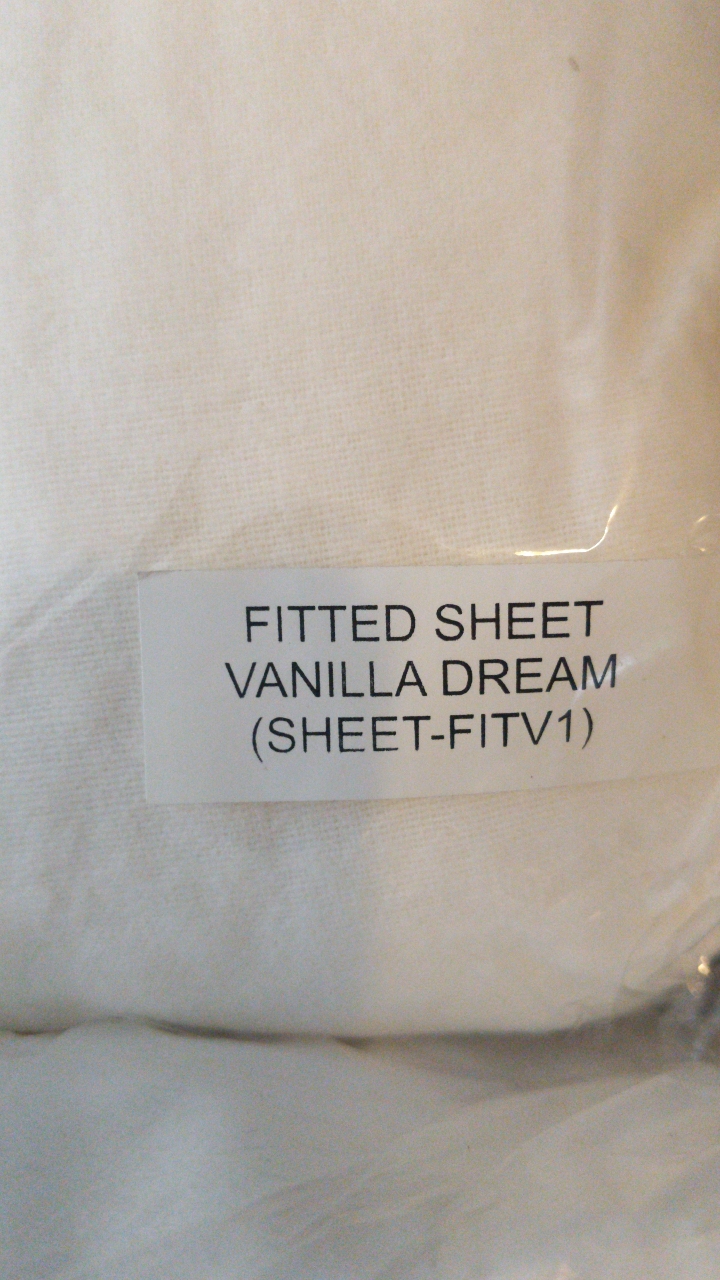 FITTED SHEET
VANILLA DREAM
(SHEET-FITV1)